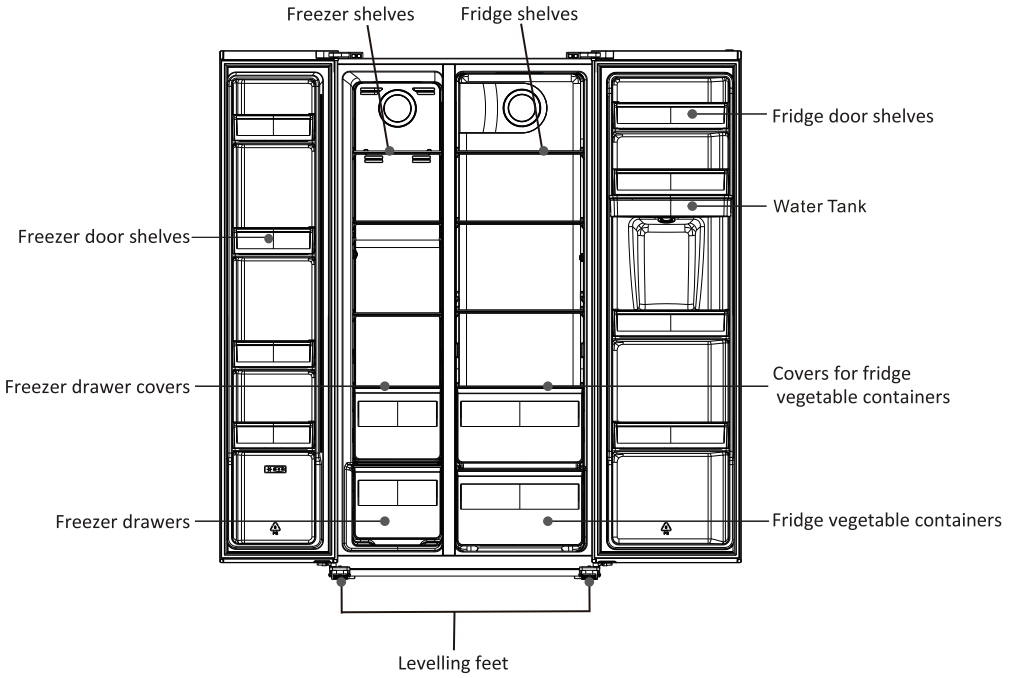 Freezer shelves
Fridge shelves
Fridge door shelves
Water Tank
Freezer door shelves
Freezer drawer covers
Covers for fridge
vegetable containers
Freezer drawers
Fridge vegetable containers
Levelling feet